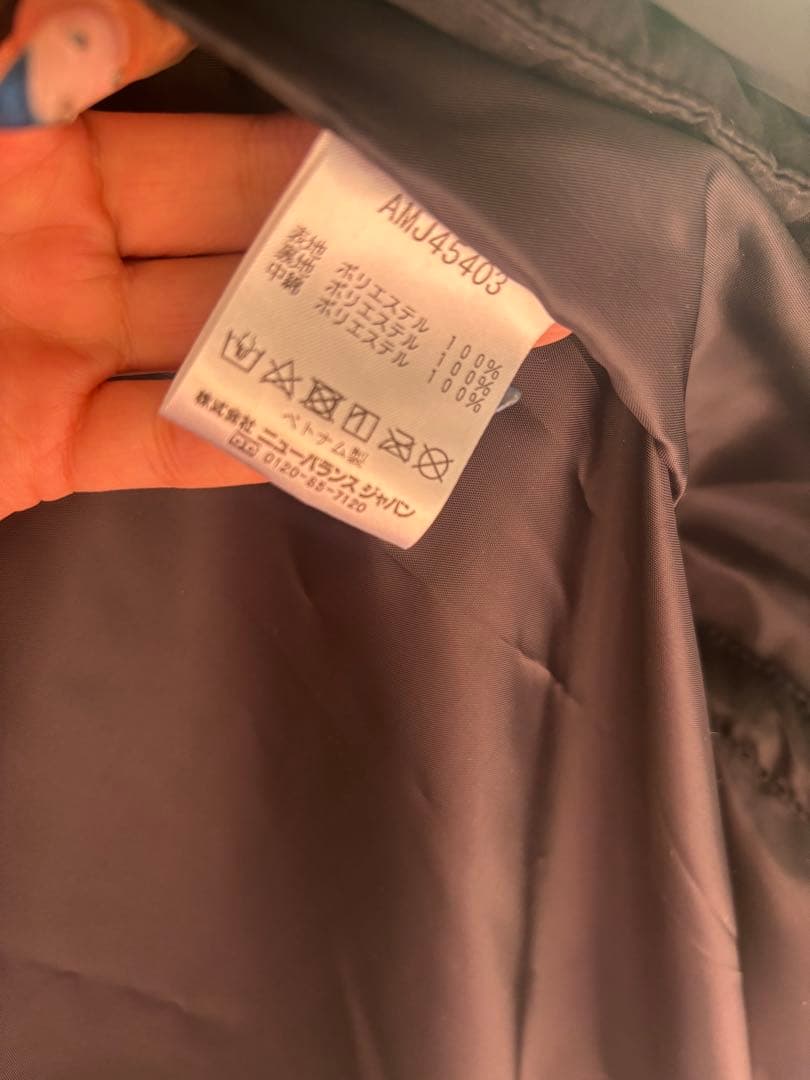 AMJ45403
表地 ポリエステル 100%
裏地 ポリエステル 100%
中綿 ポリエステル 100%
ベトナム製
株式会社 ニューバランス ジャパン
0120-85-7120